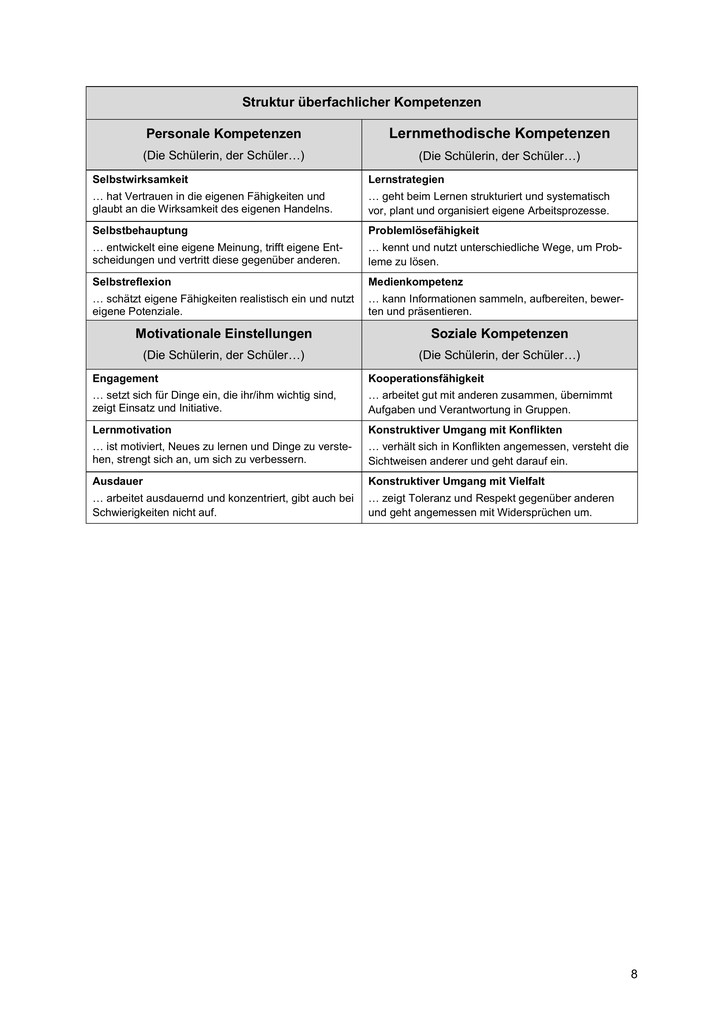 Struktur überfachlicher Kompetenzen
Personale Kompetenzen
(Die Schülerin, der Schüler…)
Lernmethodische Kompetenzen
(Die Schülerin, der Schüler…)
Selbstwirksamkeit
… hat Vertrauen in die eigenen Fähigkeiten und
glaubt an die Wirksamkeit des eigenen Handelns.
Lernstrategien
… geht beim Lernen strukturiert und systematisch
vor, plant und organisiert eigene Arbeitsprozesse.
Selbstbehauptung
… entwickelt eine eigene Meinung, trifft eigene Ent-
scheidungen und vertritt diese gegenüber anderen.
Problemlösefähigkeit
… kennt und nutzt unterschiedliche Wege, um Prob-
leme zu lösen.
Selbstreflexion
… schätzt eigene Fähigkeiten realistisch ein und nutzt
eigene Potenziale.
Medienkompetenz
… kann Informationen sammeln, aufbereiten, bewer-
ten und präsentieren.
Motivationale Einstellungen
(Die Schülerin, der Schüler…)
Soziale Kompetenzen
(Die Schülerin, der Schüler…)
Engagement
… setzt sich für Dinge ein, die ihr/ihm wichtig sind,
zeigt Einsatz und Initiative.
Kooperationsfähigkeit
… arbeitet gut mit anderen zusammen, übernimmt
Aufgaben und Verantwortung in Gruppen.
Lernmotivation
… ist motiviert, Neues zu lernen und Dinge zu verste-
hen, strengt sich an, um sich zu verbessern.
Konstruktiver Umgang mit Konflikten
… verhält sich in Konflikten angemessen, versteht die
Sichtweisen anderer und geht darauf ein.
Ausdauer
… arbeitet ausdauernd und konzentriert, gibt auch bei
Schwierigkeiten nicht auf.
Konstruktiver Umgang mit Vielfalt
… zeigt Toleranz und Respekt gegenüber anderen
und geht angemessen mit Widersprüchen um.
8